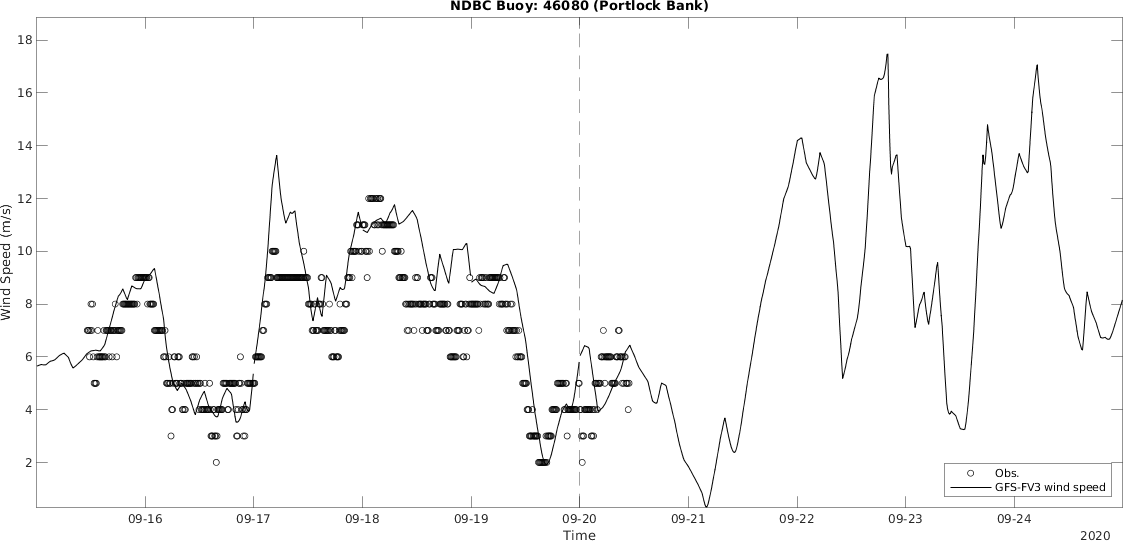 NDBC Buoy: 46080 (Portlock Bank)
18
16
14
12
10
8
6
4
2
Wind Speed (m/s)
09-16 09-17 09-18 09-19 09-20 09-21 09-22 09-23 09-24
Time
2020
Obs.
GFS-FV3 wind speed